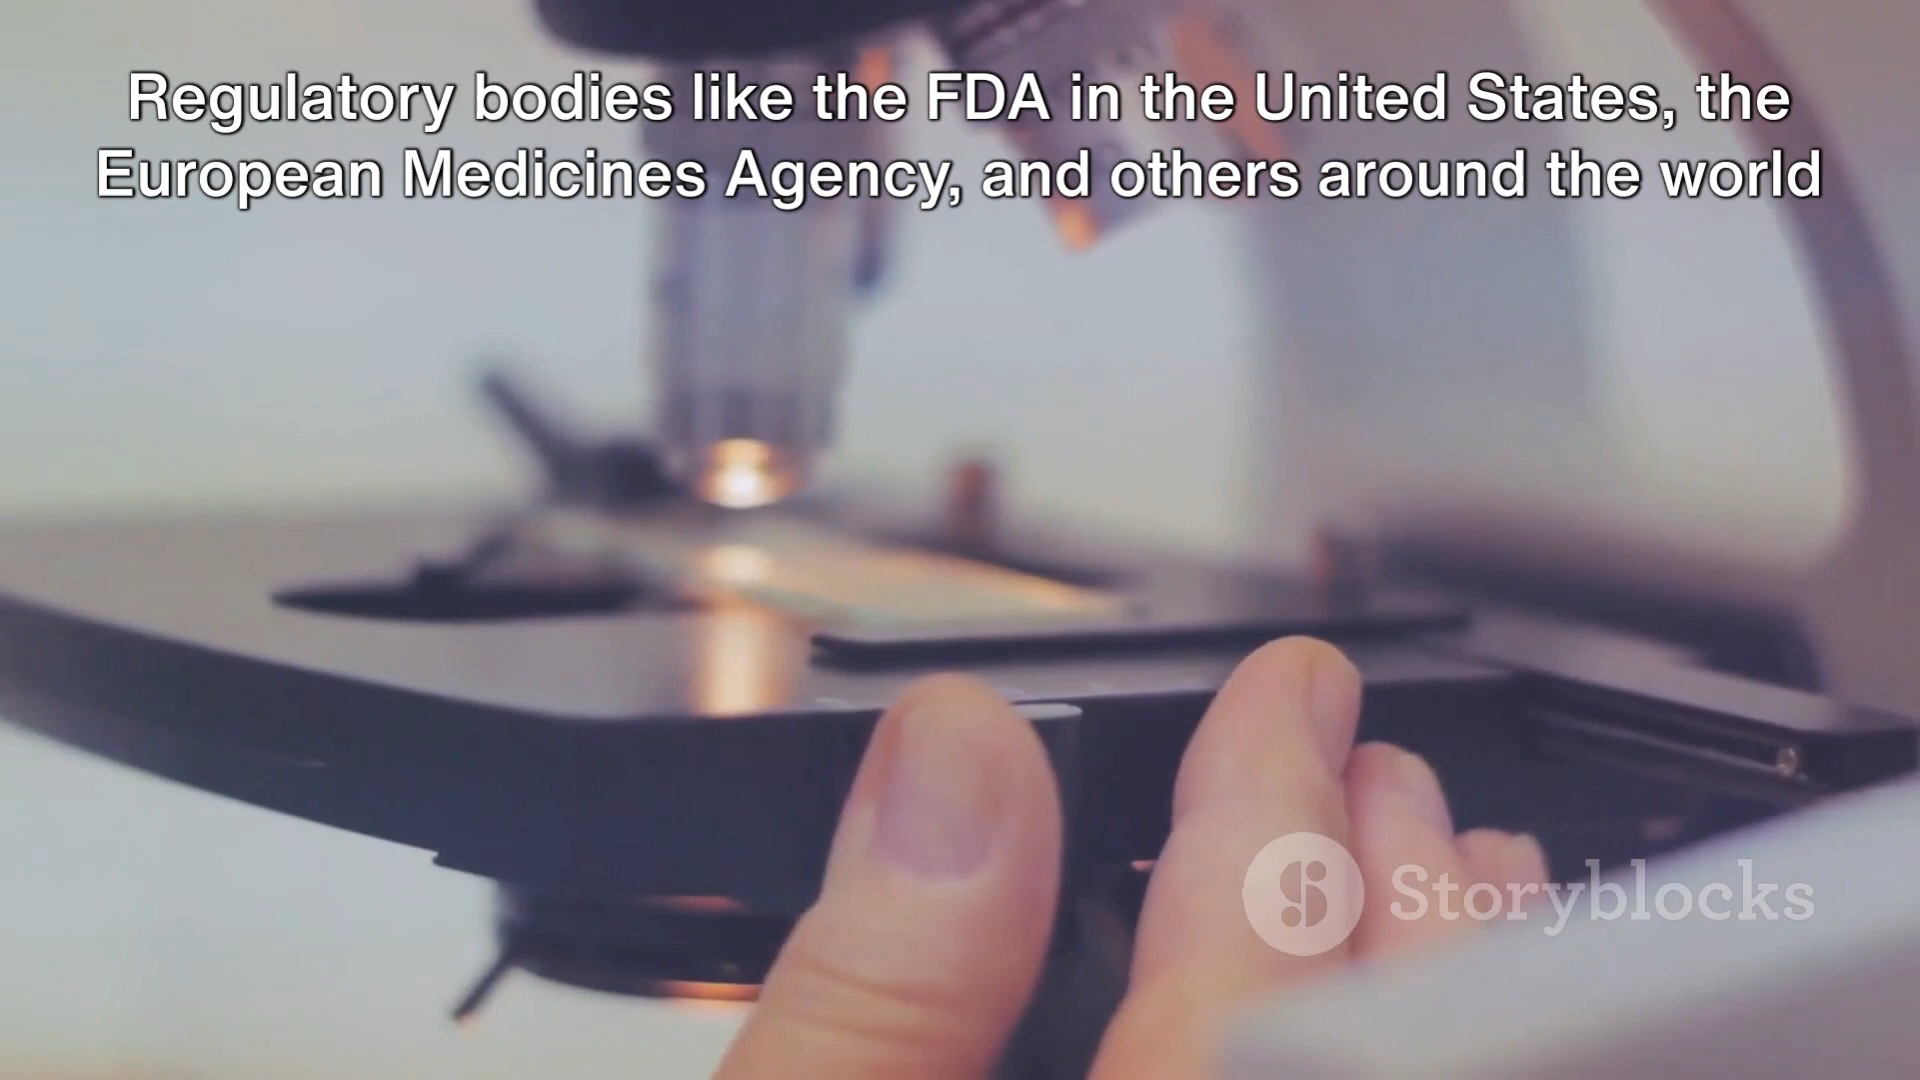 Regulatory bodies like the FDA in the United States, the
European Medicines Agency, and others around the world
Storyblocks